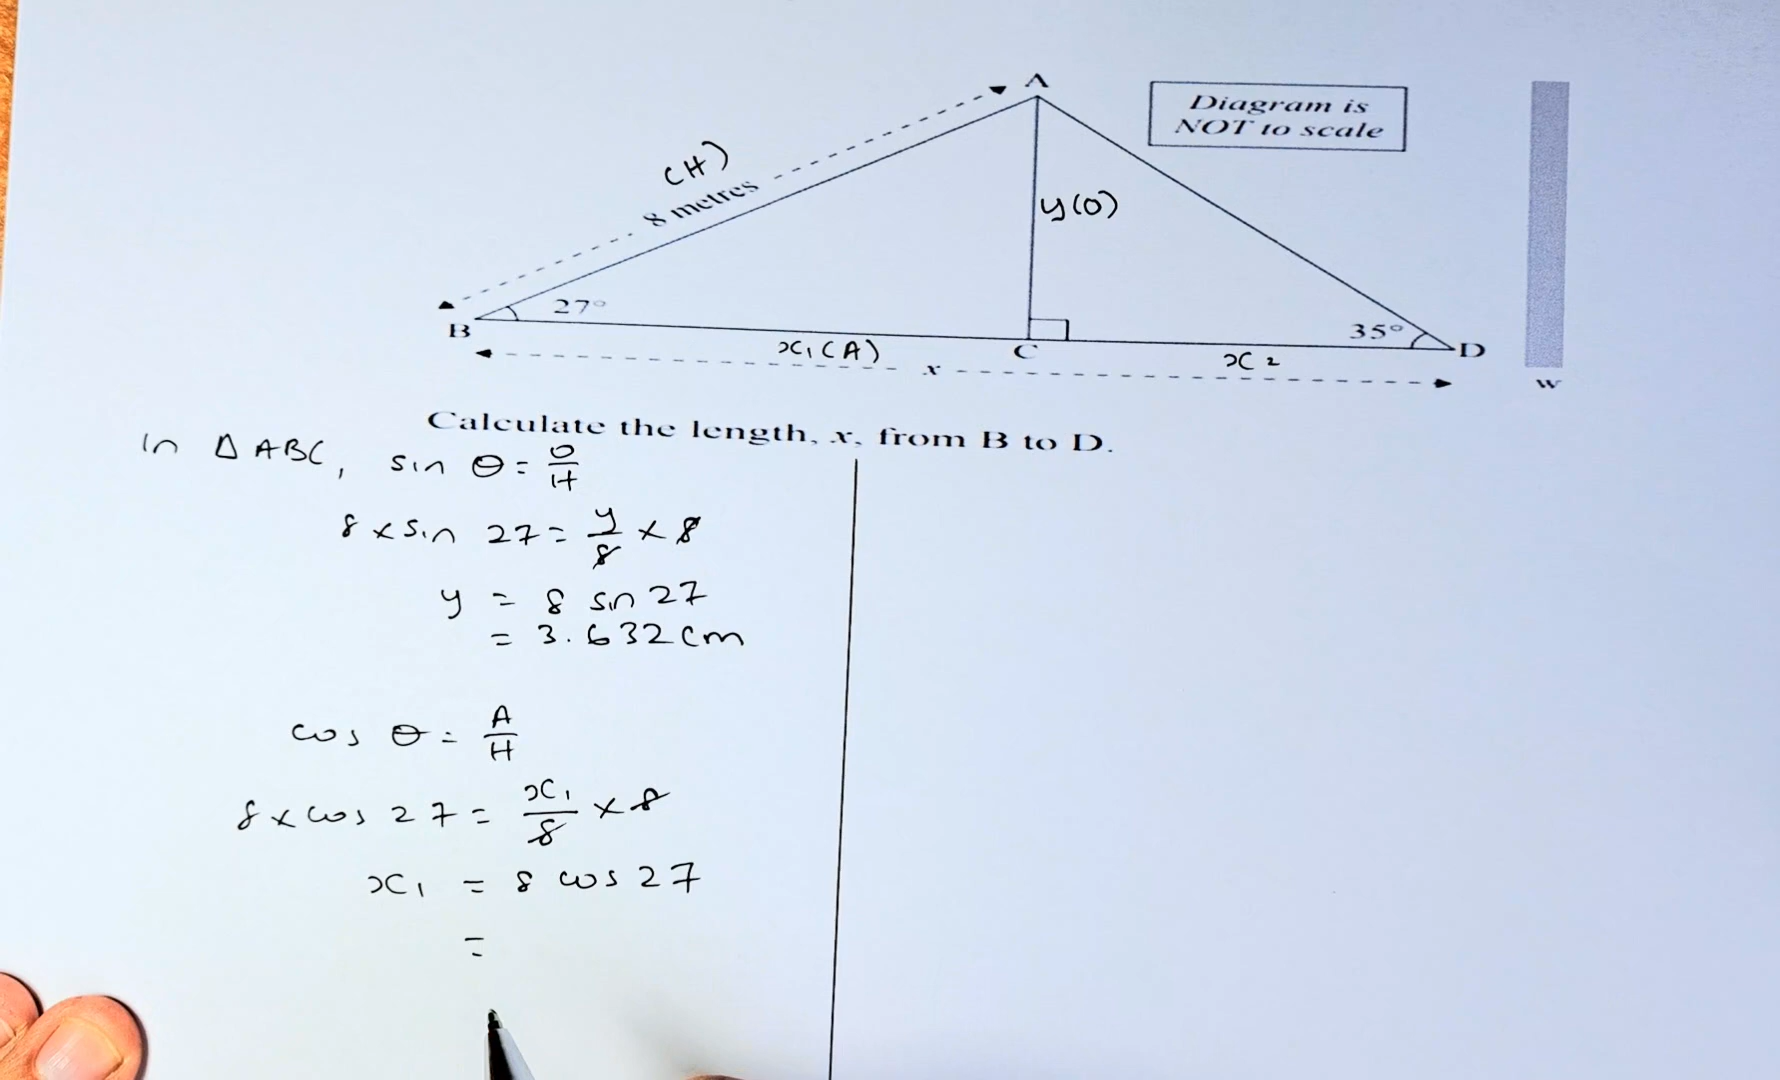 A
Diagram is
NOT to scale
(H)
8 metres
y(O)
27°
35°
B
x₁(A)
C
x₂
D
x
w
Calculate the length, x, from B to D.
In Δ ABC, sin θ = O/H
8 × sin 27 = y/8 × 8
y = 8 sin 27
= 3.632 cm
cos θ = A/H
8 × cos 27 = x₁/8 × 8
x₁ = 8 cos 27
=